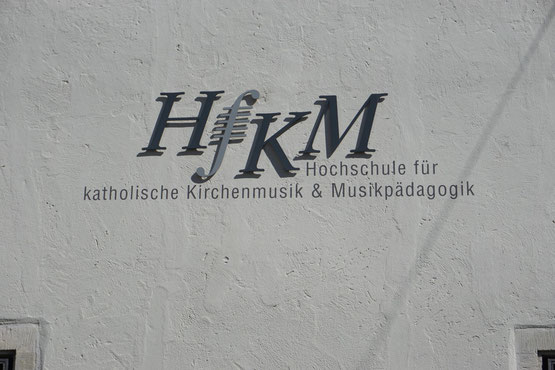 HfKM
Hochschule für
katholische Kirchenmusik & Musikpädagogik